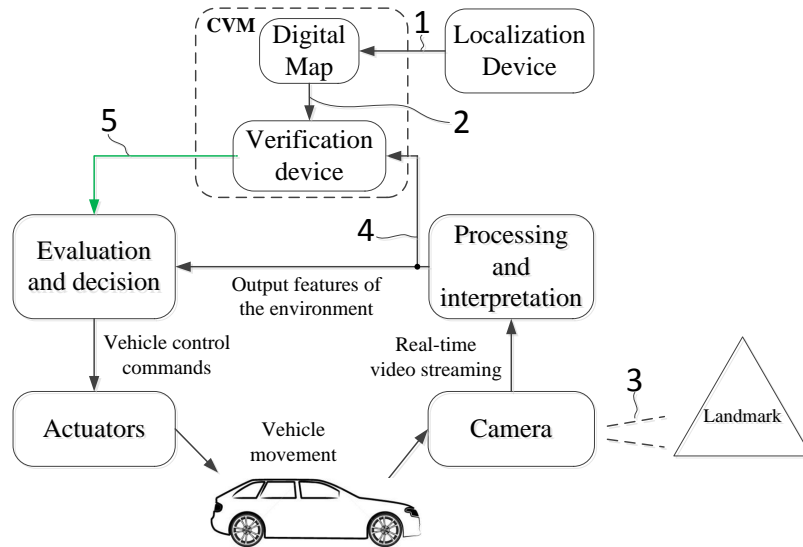 CVM
Digital
Map
1
Localization
Device
2
5
Verification
device
4
Evaluation
and decision
Processing
and
interpretation
Output features of
the environment
Vehicle control
commands
Real-time
video streaming
3
Landmark
Actuators
Vehicle
movement
Camera